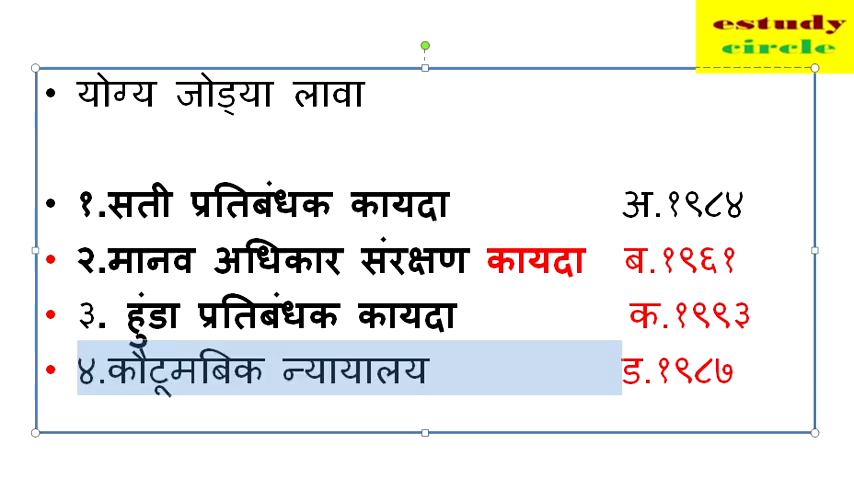 estudy
circle
• योग्य जोड्या लावा
• १.सती प्रतिबंधक कायदा अ.१९८४
• २.मानव अधिकार संरक्षण कायदा ब.१९६१
• ३. हुंडा प्रतिबंधक कायदा क.१९९३
• ४.कौटूमबिक न्यायालय ड.१९८७